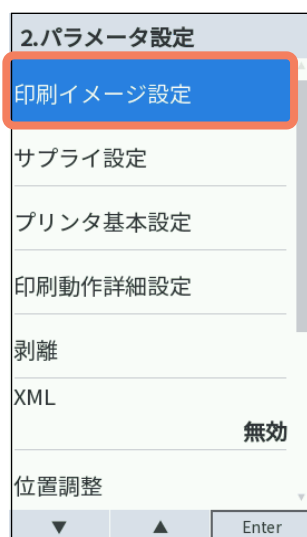 2.パラメータ設定
印刷イメージ設定
サプライ設定
プリンタ基本設定
印刷動作詳細設定
剥離
XML
無効
位置調整
▼ ▲ Enter